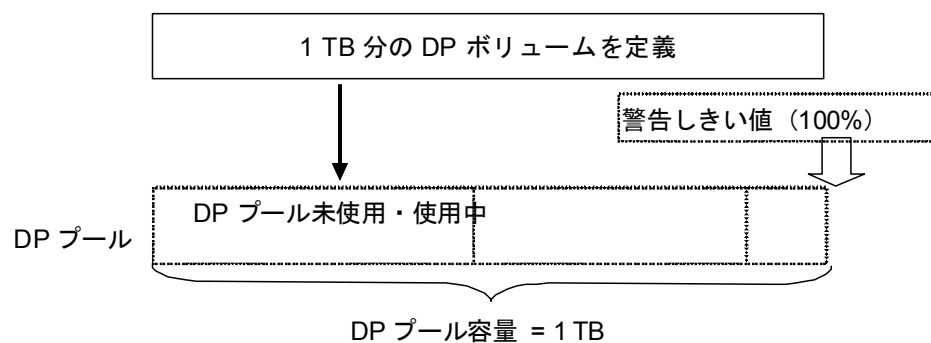 1 TB 分の DP ボリュームを定義
警告しきい値（100%）
DP プール未使用・使用中
DP プール
DP プール容量 = 1 TB